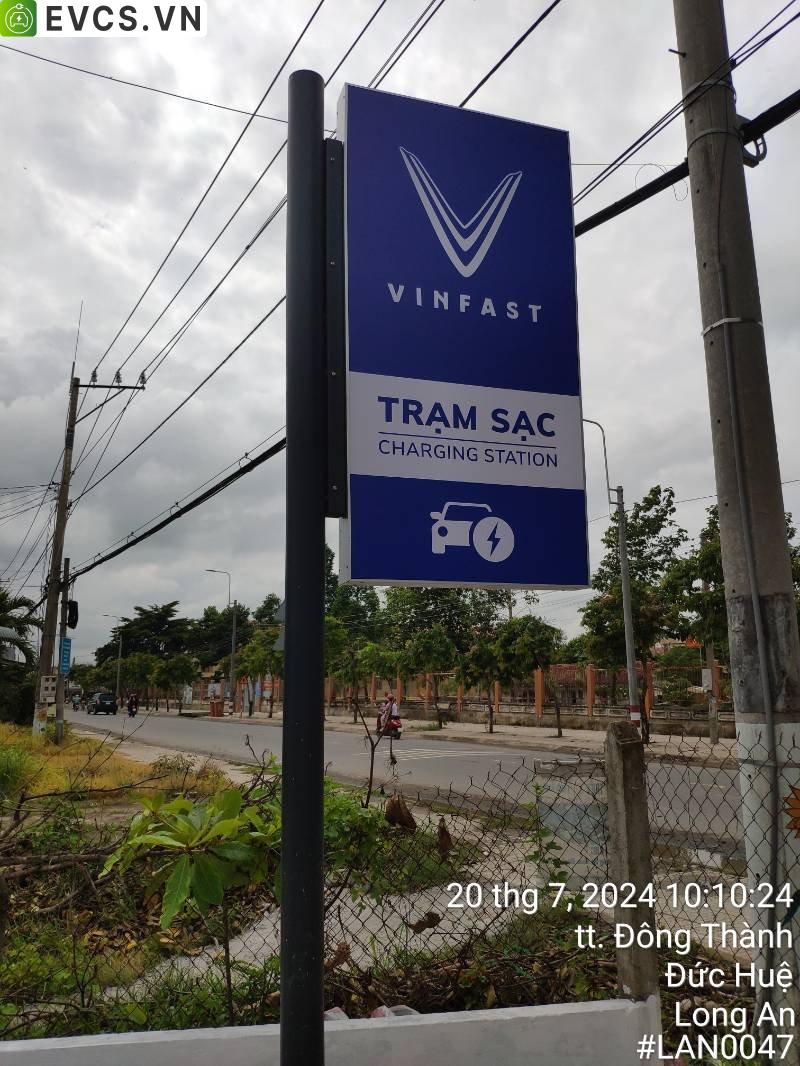 EVCS.VN
VINFAST
TRẠM SẠC
CHARGING STATION
20 thg 7, 2024 10:10:24
tt. Đông Thành
Đức Huệ
Long An
#LAN0047